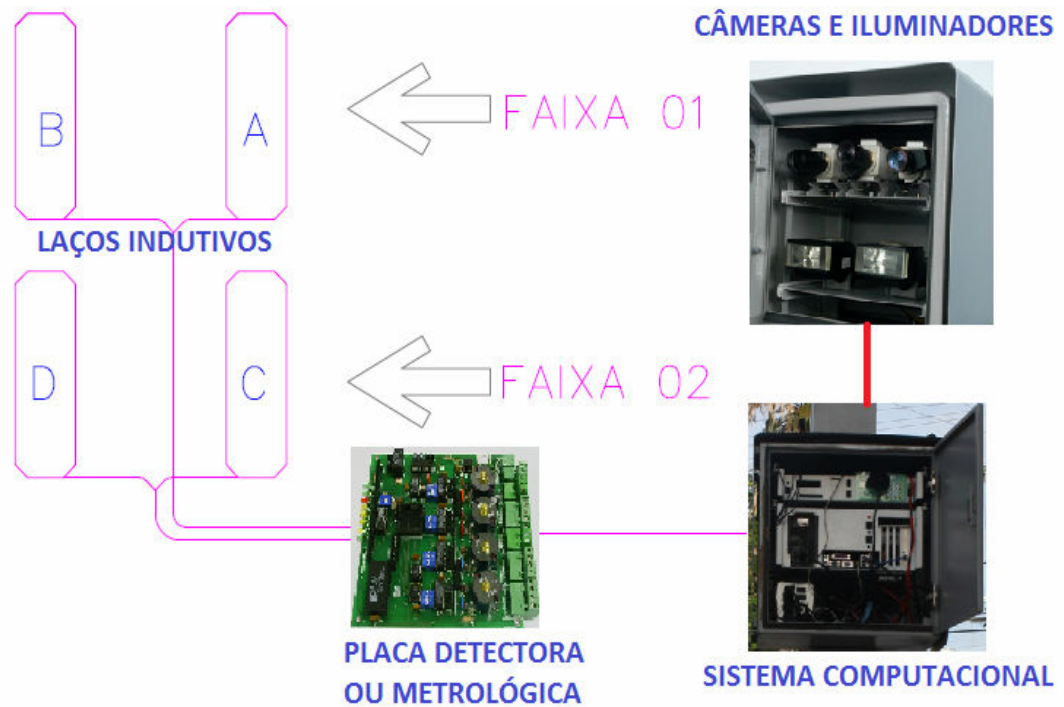 CÂMERAS E ILUMINADORES
B
A
FAIXA 01
LAÇOS INDUTIVOS
D
C
FAIXA 02
PLACA DETECTORA
OU METROLÓGICA
SISTEMA COMPUTACIONAL